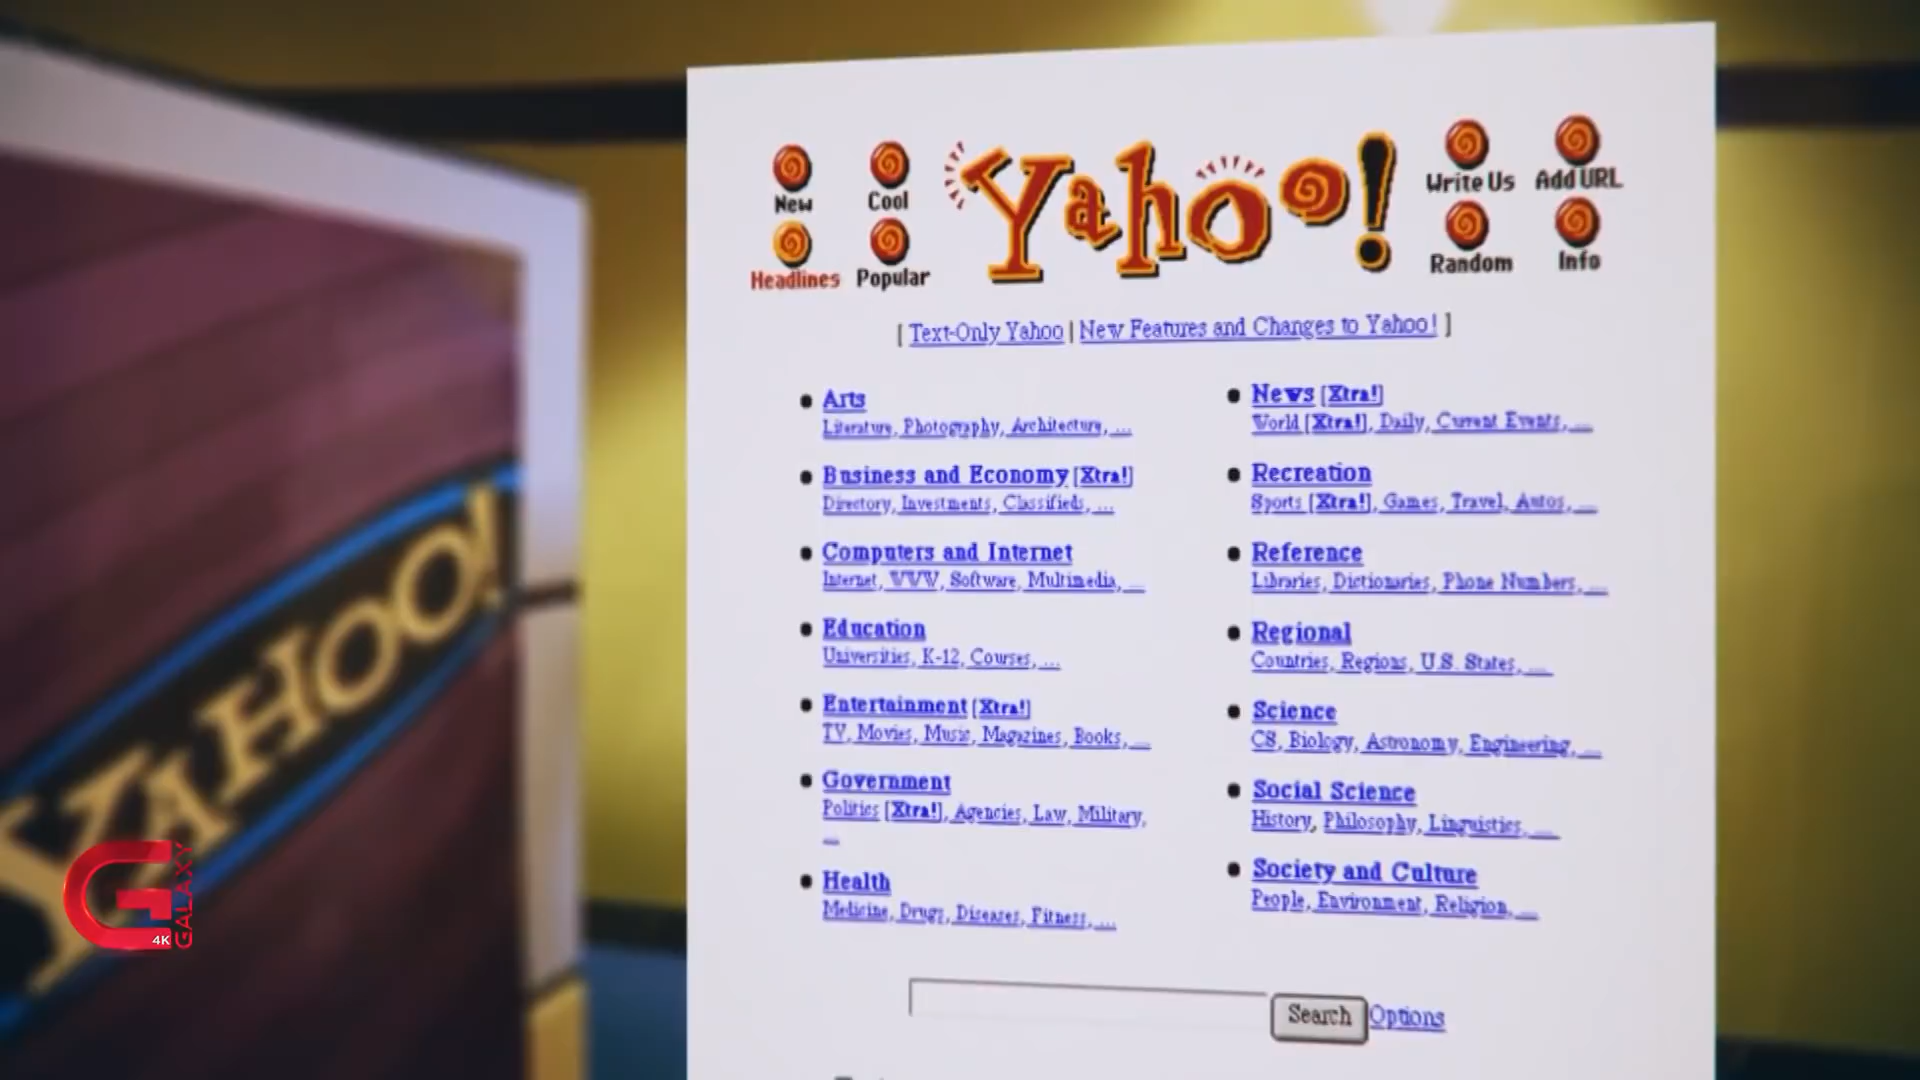 YAHOO!
New Cool
Headlines Popular
Yahoo!
Write Us Add URL
Random Info
[ Text-Only Yahoo | New Features and Changes to Yahoo! ]
Arts
Literature, Photography, Architecture, ...
Business and Economy [Xtra!]
Directory, Investments, Classifieds, ...
Computers and Internet
Internet, WWW, Software, Multimedia, ...
Education
Universities, K-12, Courses, ...
Entertainment [Xtra!]
TV, Movies, Music, Magazines, Books, ...
Government
Politics [Xtra!], Agencies, Law, Military,
...
Health
Medicine, Drugs, Diseases, Fitness, ...
News [Xtra!]
World [Xtra!], Daily, Current Events, ...
Recreation
Sports [Xtra!], Games, Travel, Autos, ...
Reference
Libraries, Dictionaries, Phone Numbers, ...
Regional
Countries, Regions, U.S. States, ...
Science
CS, Biology, Astronomy, Engineering, ...
Social Science
History, Philosophy, Linguistics, ...
Society and Culture
People, Environment, Religion, ...
Search Options
G GALAXY
4K